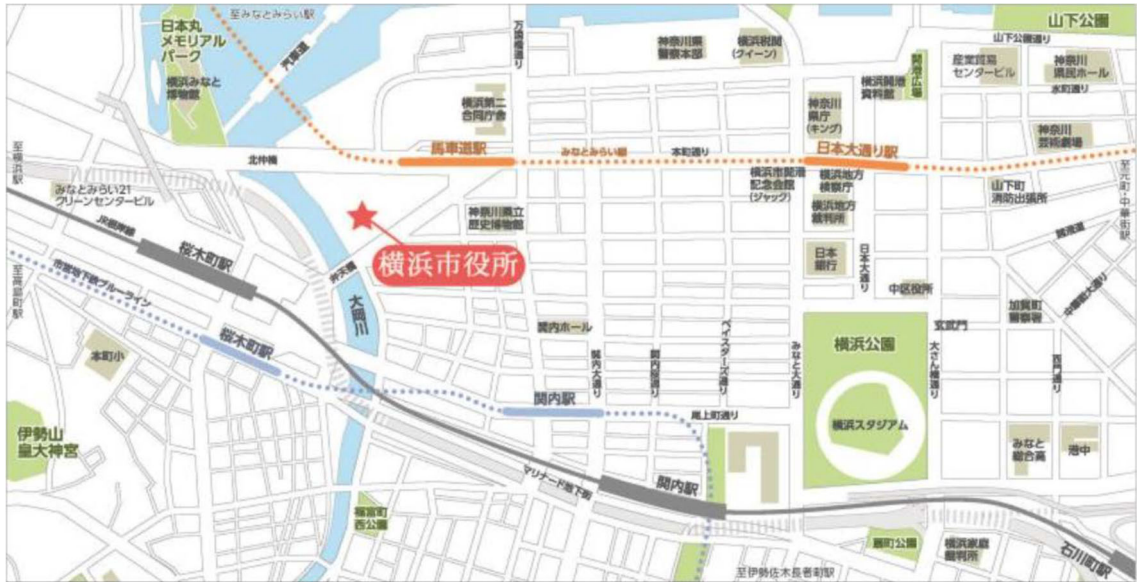 至みなとみらい駅
日本丸
メモリアル
パーク
汽車道
万国橋通り
神奈川県
警察本部
横浜税関
(クイーン)
開港広場
山下公園
山下公園通り
産業貿易
センタービル
神奈川
県民ホール
水町通り
横浜みなと
博物館
横浜第二
合同庁舎
横浜開港
資料館
神奈川
県庁
(キング)
神奈川
芸術劇場
北仲橋
馬車道駅
みなとみらい線
本町通り
日本大通り駅
至横浜駅
みなとみらい21
クリーンセンタービル
横浜市開港
記念会館
(ジャック)
横浜地方
検察庁
横浜地方
裁判所
山下町
消防出張所
至元町・中華街駅
神奈川県立
歴史博物館
JR根岸線
桜木町駅
横浜市役所
弁天橋
大岡川
日本
銀行
日本大通り
開港道
中区役所
加賀町
警察署
中華街大通り
市営地下鉄ブルーライン
至高島町駅
桜木町駅
本町小
関内ホール
関内大通り
関内桜通り
ベイスターズ通り
みなと大通り
横浜公園
玄武門
大さん橋通り
西門通り
関内駅
尾上町通り
横浜スタジアム
伊勢山
皇大神宮
みなと
総合高
港中
マリナード地下街
関内駅
福富町
西公園
扇町公園
横浜家庭
裁判所
石川町駅
至伊勢佐木長者町駅